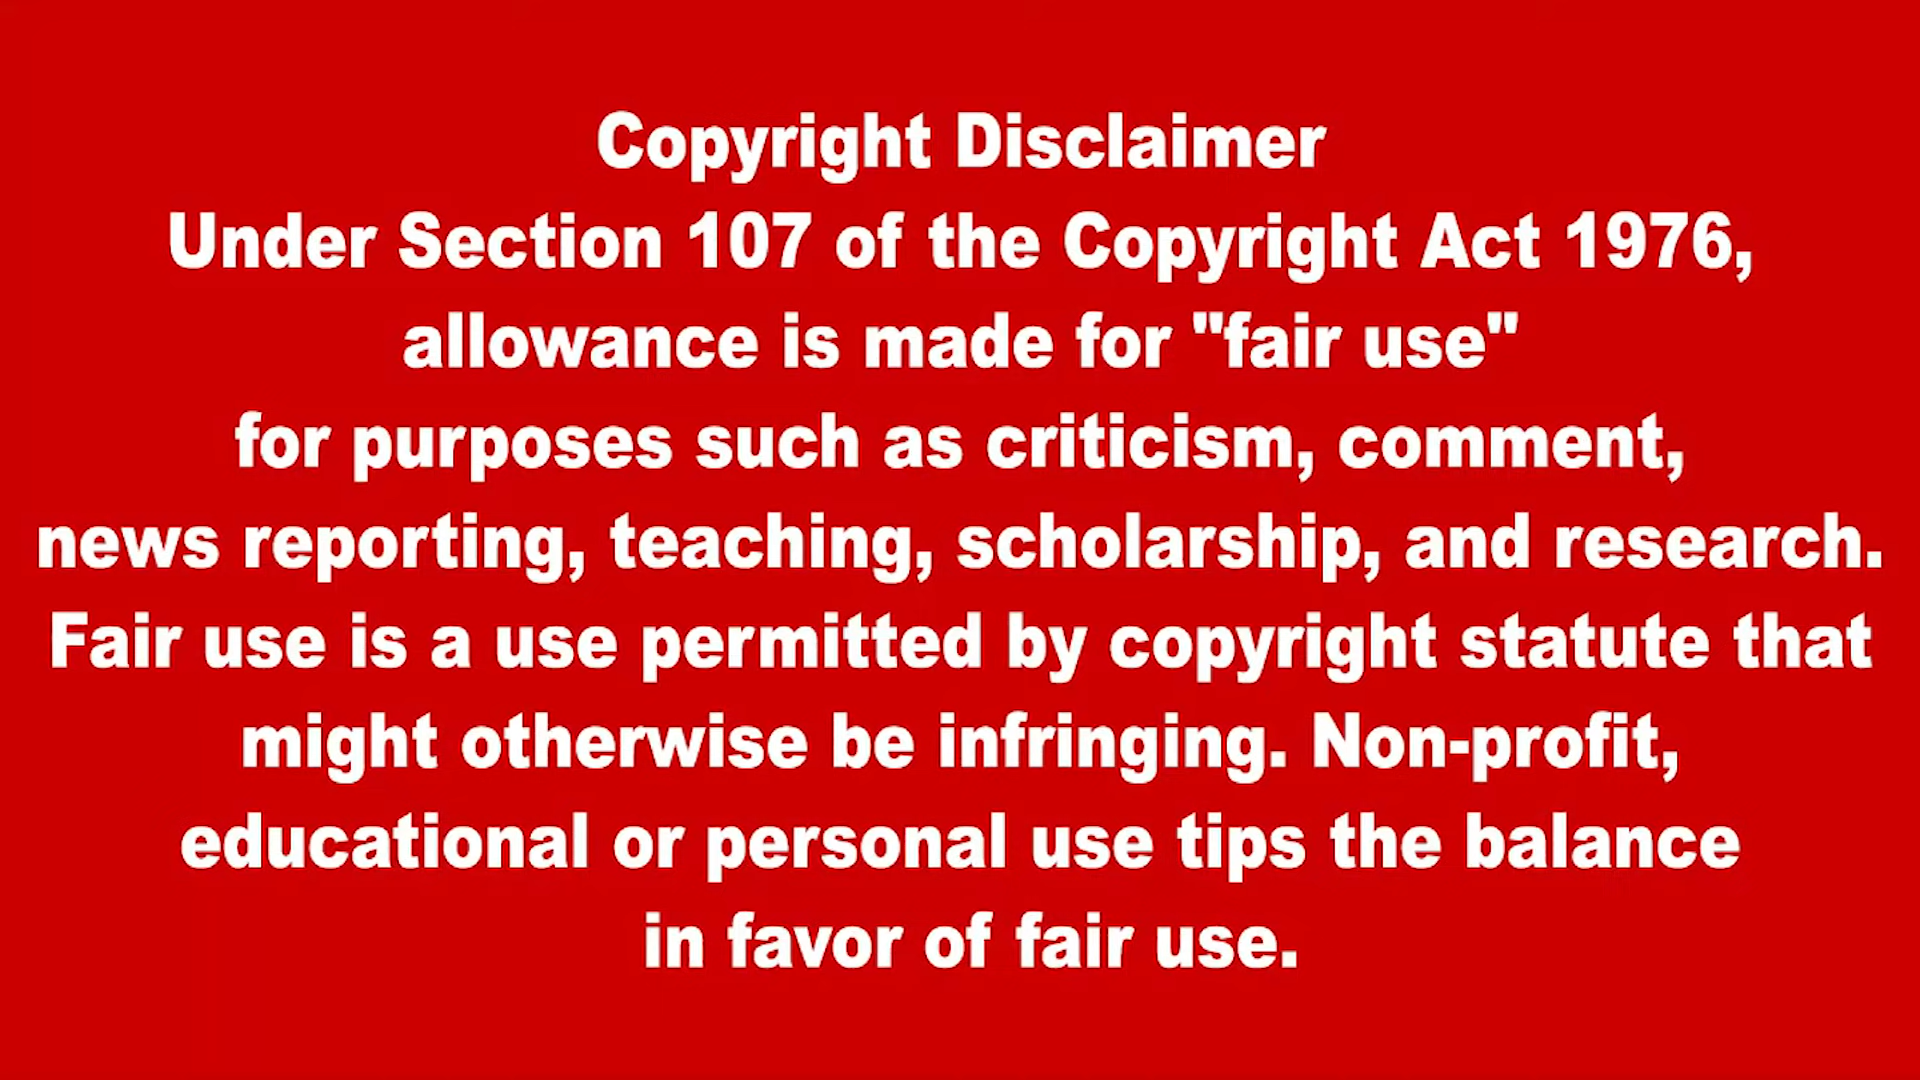 Copyright Disclaimer
Under Section 107 of the Copyright Act 1976,
allowance is made for "fair use"
for purposes such as criticism, comment,
news reporting, teaching, scholarship, and research.
Fair use is a use permitted by copyright statute that
might otherwise be infringing. Non-profit,
educational or personal use tips the balance
in favor of fair use.